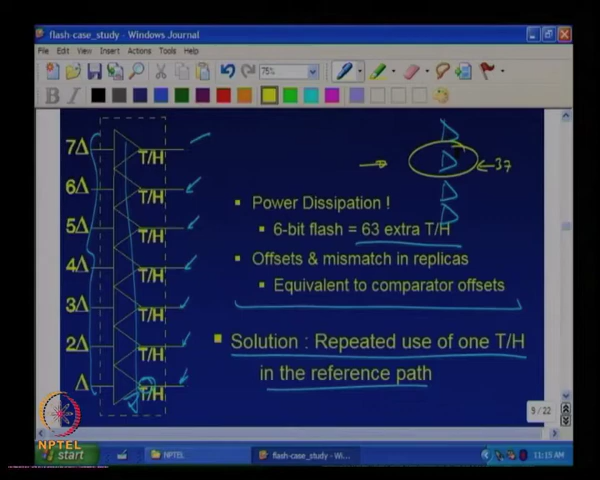 flash-case_study - Windows Journal
File Edit View Insert Actions Tools Help
75%
B I
7Δ T/H
6Δ T/H
5Δ T/H
4Δ T/H
3Δ T/H
2Δ T/H
Δ T/H
37
Power Dissipation !
6-bit flash = 63 extra T/H
Offsets & mismatch in replicas
Equivalent to comparator offsets
Solution : Repeated use of one T/H
in the reference path
9 / 22
NPTEL
start
NPTEL
flash-case_study - Wi...
11:15 AM